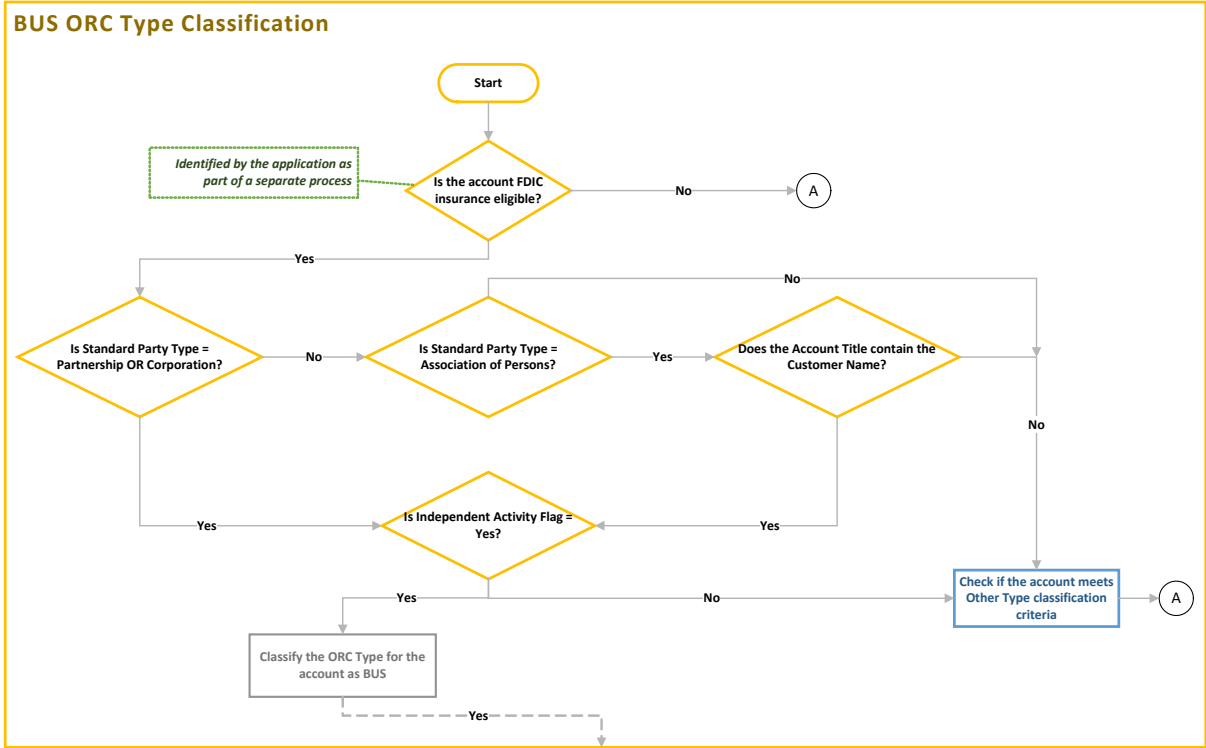 BUS ORC Type Classification
Start
Identified by the application as
part of a separate process
Is the account FDIC
insurance eligible?
No
A
Yes
No
Is Standard Party Type =
Partnership OR Corporation?
No
Is Standard Party Type =
Association of Persons?
Yes
Does the Account Title contain the
Customer Name?
No
Yes
Is Independent Activity Flag =
Yes?
Yes
Yes
No
Check if the account meets
Other Type classification
criteria
A
Classify the ORC Type for the
account as BUS
Yes